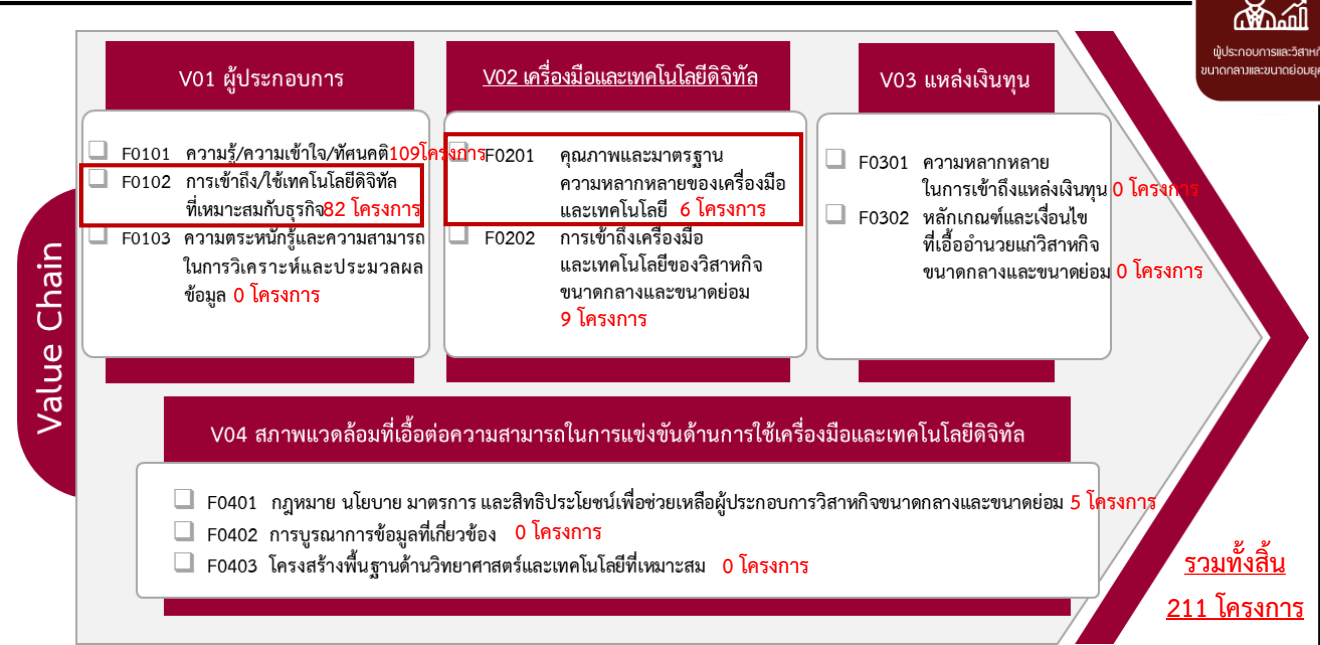 ผู้ประกอบการและวิสาหกิ
ขนาดกลางและขนาดย่อมยุค
Value Chain
V01 ผู้ประกอบการ
F0101 ความรู้/ความเข้าใจ/ทัศนคติ109โครงการ
F0102 การเข้าถึง/ใช้เทคโนโลยีดิจิทัล
ที่เหมาะสมกับธุรกิจ82 โครงการ
F0103 ความตระหนักรู้และความสามารถ
ในการวิเคราะห์และประมวลผล
ข้อมูล 0 โครงการ
V02 เครื่องมือและเทคโนโลยีดิจิทัล
F0201 คุณภาพและมาตรฐาน
ความหลากหลายของเครื่องมือ
และเทคโนโลยี 6 โครงการ
F0202 การเข้าถึงเครื่องมือ
และเทคโนโลยีของวิสาหกิจ
ขนาดกลางและขนาดย่อม
9 โครงการ
V03 แหล่งเงินทุน
F0301 ความหลากหลาย
ในการเข้าถึงแหล่งเงินทุน 0 โครงการ
F0302 หลักเกณฑ์และเงื่อนไข
ที่เอื้ออำนวยแก่วิสาหกิจ
ขนาดกลางและขนาดย่อม 0 โครงการ
V04 สภาพแวดล้อมที่เอื้อต่อความสามารถในการแข่งขันด้านการใช้เครื่องมือและเทคโนโลยีดิจิทัล
F0401 กฎหมาย นโยบาย มาตรการ และสิทธิประโยชน์เพื่อช่วยเหลือผู้ประกอบการวิสาหกิจขนาดกลางและขนาดย่อม 5 โครงการ
F0402 การบูรณาการข้อมูลที่เกี่ยวข้อง 0 โครงการ
F0403 โครงสร้างพื้นฐานด้านวิทยาศาสตร์และเทคโนโลยีที่เหมาะสม 0 โครงการ
รวมทั้งสิ้น
211 โครงการ